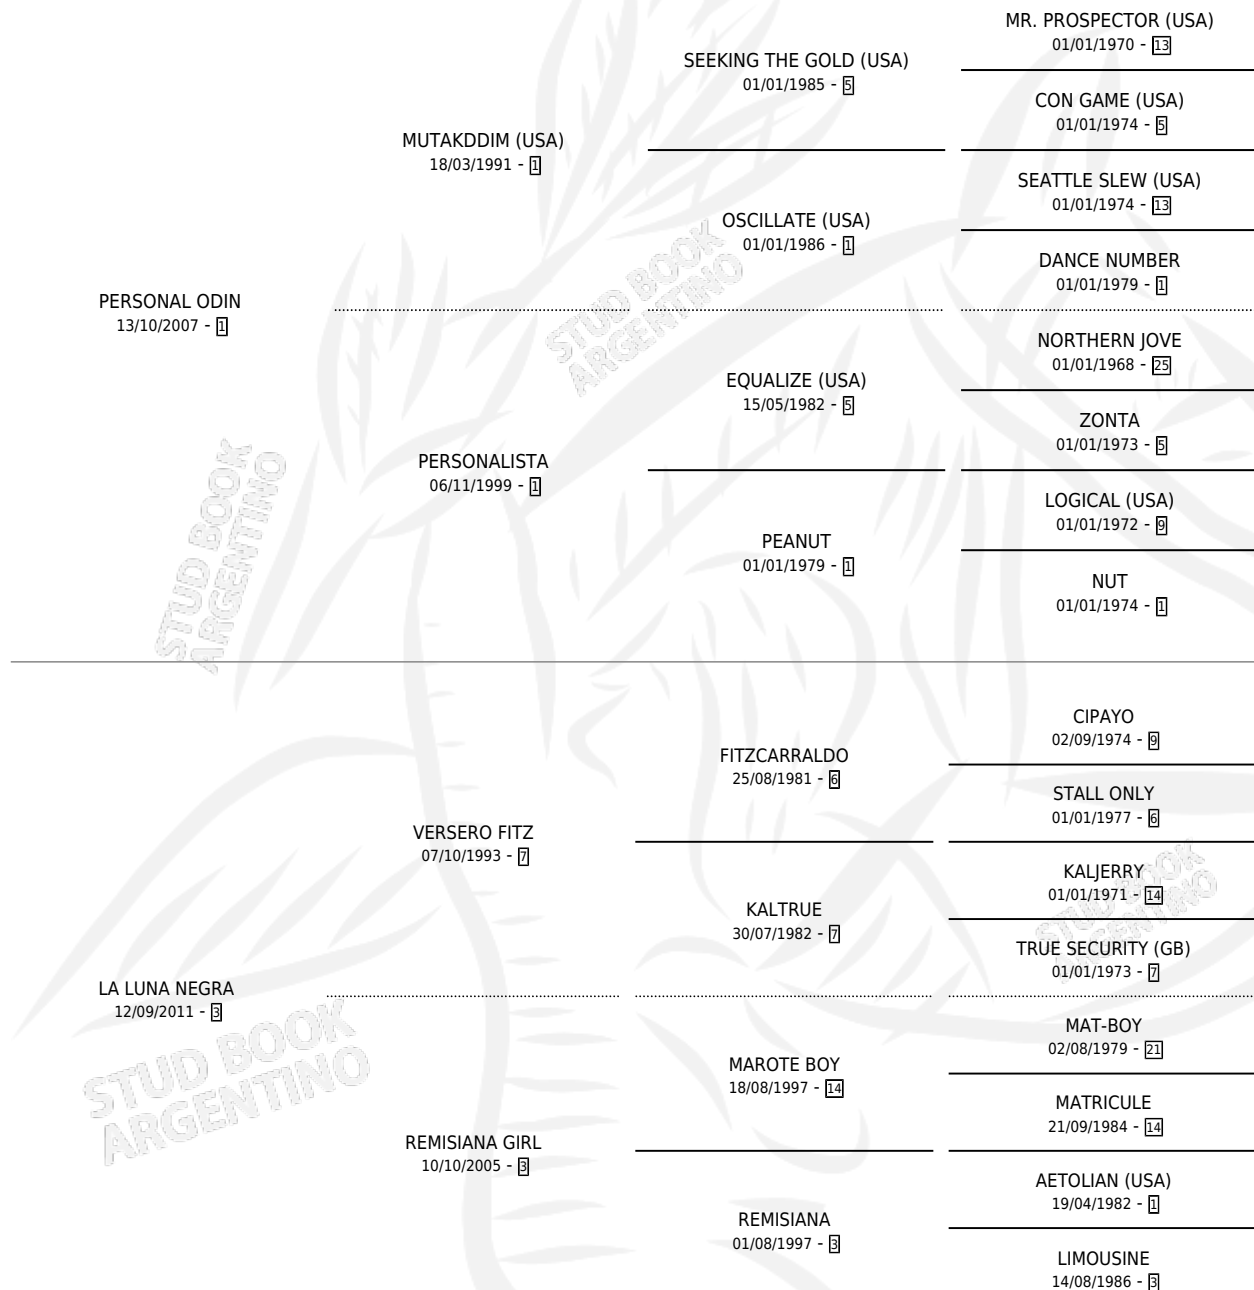 MR. PROSPECTOR (USA)
01/01/1970 - 13
SEEKING THE GOLD (USA)
01/01/1985 - 5
CON GAME (USA)
01/01/1974 - 5
MUTAKDDIM (USA)
18/03/1991 - 1
SEATTLE SLEW (USA)
01/01/1974 - 13
OSCILLATE (USA)
01/01/1986 - 1
DANCE NUMBER
01/01/1979 - 1
PERSONAL ODIN
13/10/2007 - 1
NORTHERN JOVE
01/01/1968 - 25
EQUALIZE (USA)
15/05/1982 - 5
ZONTA
01/01/1973 - 5
PERSONALISTA
06/11/1999 - 1
LOGICAL (USA)
01/01/1972 - 9
PEANUT
01/01/1979 - 1
NUT
01/01/1974 - 1
CIPAYO
02/09/1974 - 9
FITZCARRALDO
25/08/1981 - 6
STALL ONLY
01/01/1977 - 6
VERSERO FITZ
07/10/1993 - 7
KALJERRY
01/01/1971 - 14
KALTRUE
30/07/1982 - 7
TRUE SECURITY (GB)
01/01/1973 - 7
LA LUNA NEGRA
12/09/2011 - 3
MAT-BOY
02/08/1979 - 21
MAROTE BOY
18/08/1997 - 14
MATRICULE
21/09/1984 - 14
REMISIANA GIRL
10/10/2005 - 3
AETOLIAN (USA)
19/04/1982 - 1
REMISIANA
01/08/1997 - 3
LIMOUSINE
14/08/1986 - 3
STUD BOOK
ARGENTINO
STUD BOOK
ARGENTINO
STUD BOOK
ARGENTINO
STUD BOOK
ARGENTINO